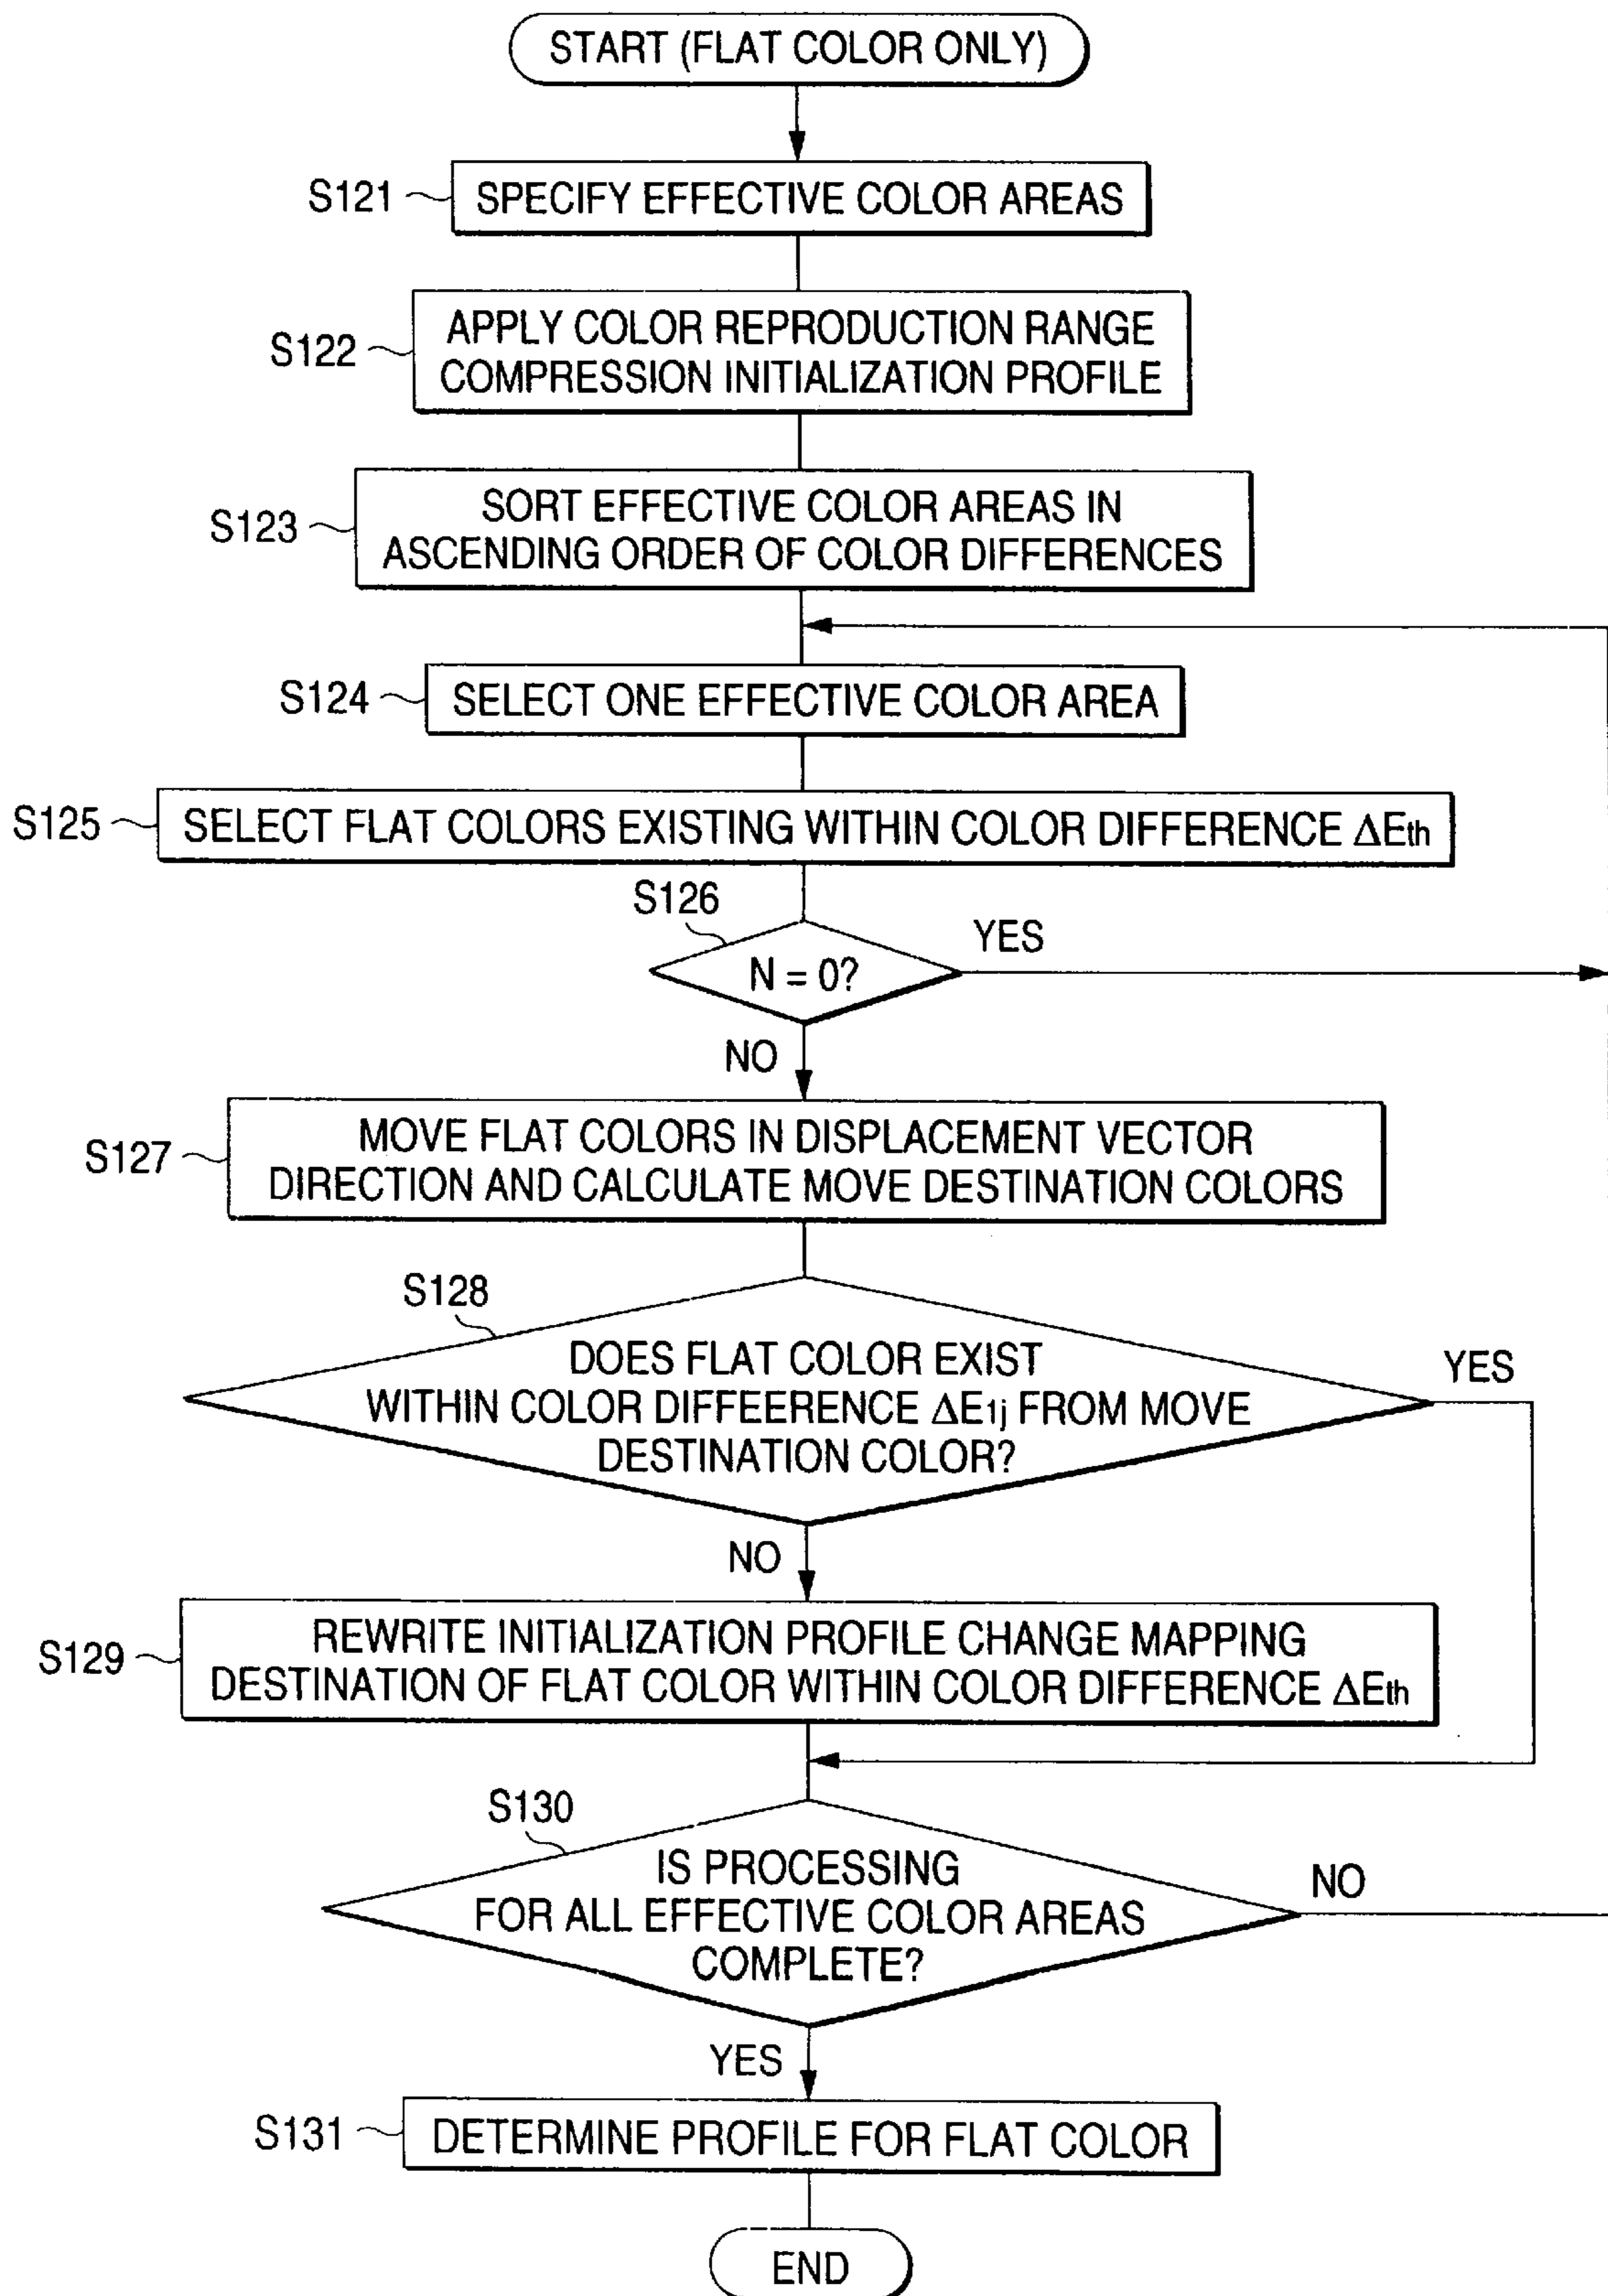 START (FLAT COLOR ONLY)
S121
SPECIFY EFFECTIVE COLOR AREAS
S122
APPLY COLOR REPRODUCTION RANGE
COMPRESSION INITIALIZATION PROFILE
S123
SORT EFFECTIVE COLOR AREAS IN
ASCENDING ORDER OF COLOR DIFFERENCES
S124
SELECT ONE EFFECTIVE COLOR AREA
S125
SELECT FLAT COLORS EXISTING WITHIN COLOR DIFFERENCE ΔEth
S126
N = 0?
YES
NO
S127
MOVE FLAT COLORS IN DISPLACEMENT VECTOR
DIRECTION AND CALCULATE MOVE DESTINATION COLORS
S128
DOES FLAT COLOR EXIST
WITHIN COLOR DIFFEERENCE ΔE1j FROM MOVE
DESTINATION COLOR?
YES
NO
S129
REWRITE INITIALIZATION PROFILE CHANGE MAPPING
DESTINATION OF FLAT COLOR WITHIN COLOR DIFFERENCE ΔEth
S130
IS PROCESSING
FOR ALL EFFECTIVE COLOR AREAS
COMPLETE?
NO
YES
S131
DETERMINE PROFILE FOR FLAT COLOR
END